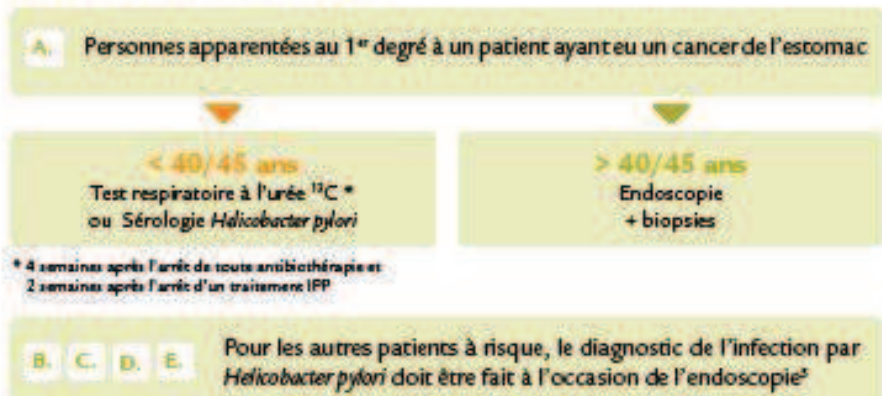 A. Personnes apparentées au 1er degré à un patient ayant eu un cancer de l'estomac
< 40/45 ans
Test respiratoire à l'urée ¹³C *
ou Sérologie Helicobacter pylori
> 40/45 ans
Endoscopie
+ biopsies
* 4 semaines après l'arrêt de toute antibiothérapie et
2 semaines après l'arrêt d'un traitement IPP
B. C. D. E. Pour les autres patients à risque, le diagnostic de l'infection par
Helicobacter pylori doit être fait à l'occasion de l'endoscopie